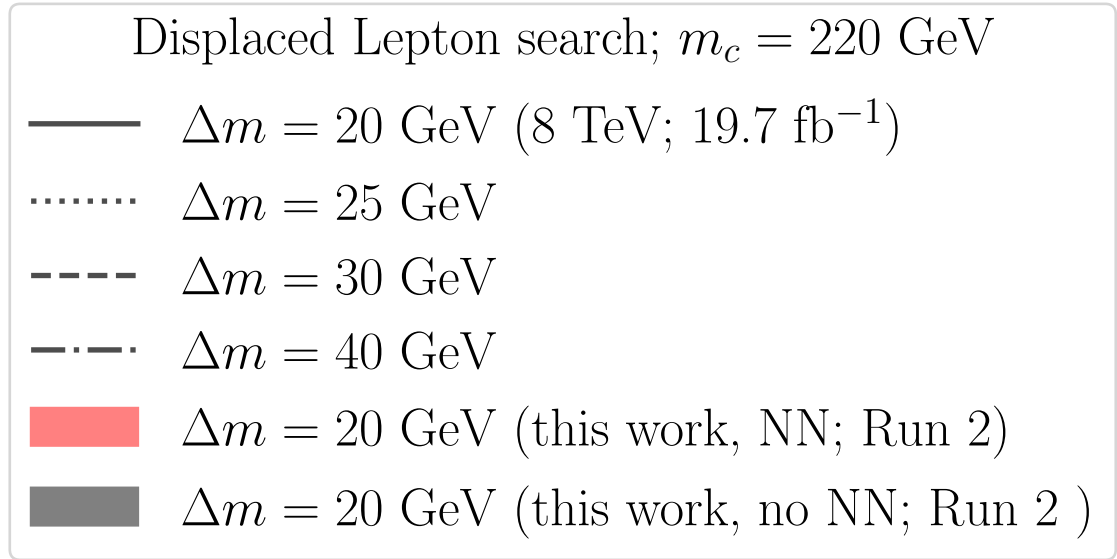 Displaced Lepton search; m_c = 220 GeV
Δm = 20 GeV (8 TeV; 19.7 fb⁻¹)
Δm = 25 GeV
Δm = 30 GeV
Δm = 40 GeV
Δm = 20 GeV (this work, NN; Run 2)
Δm = 20 GeV (this work, no NN; Run 2 )